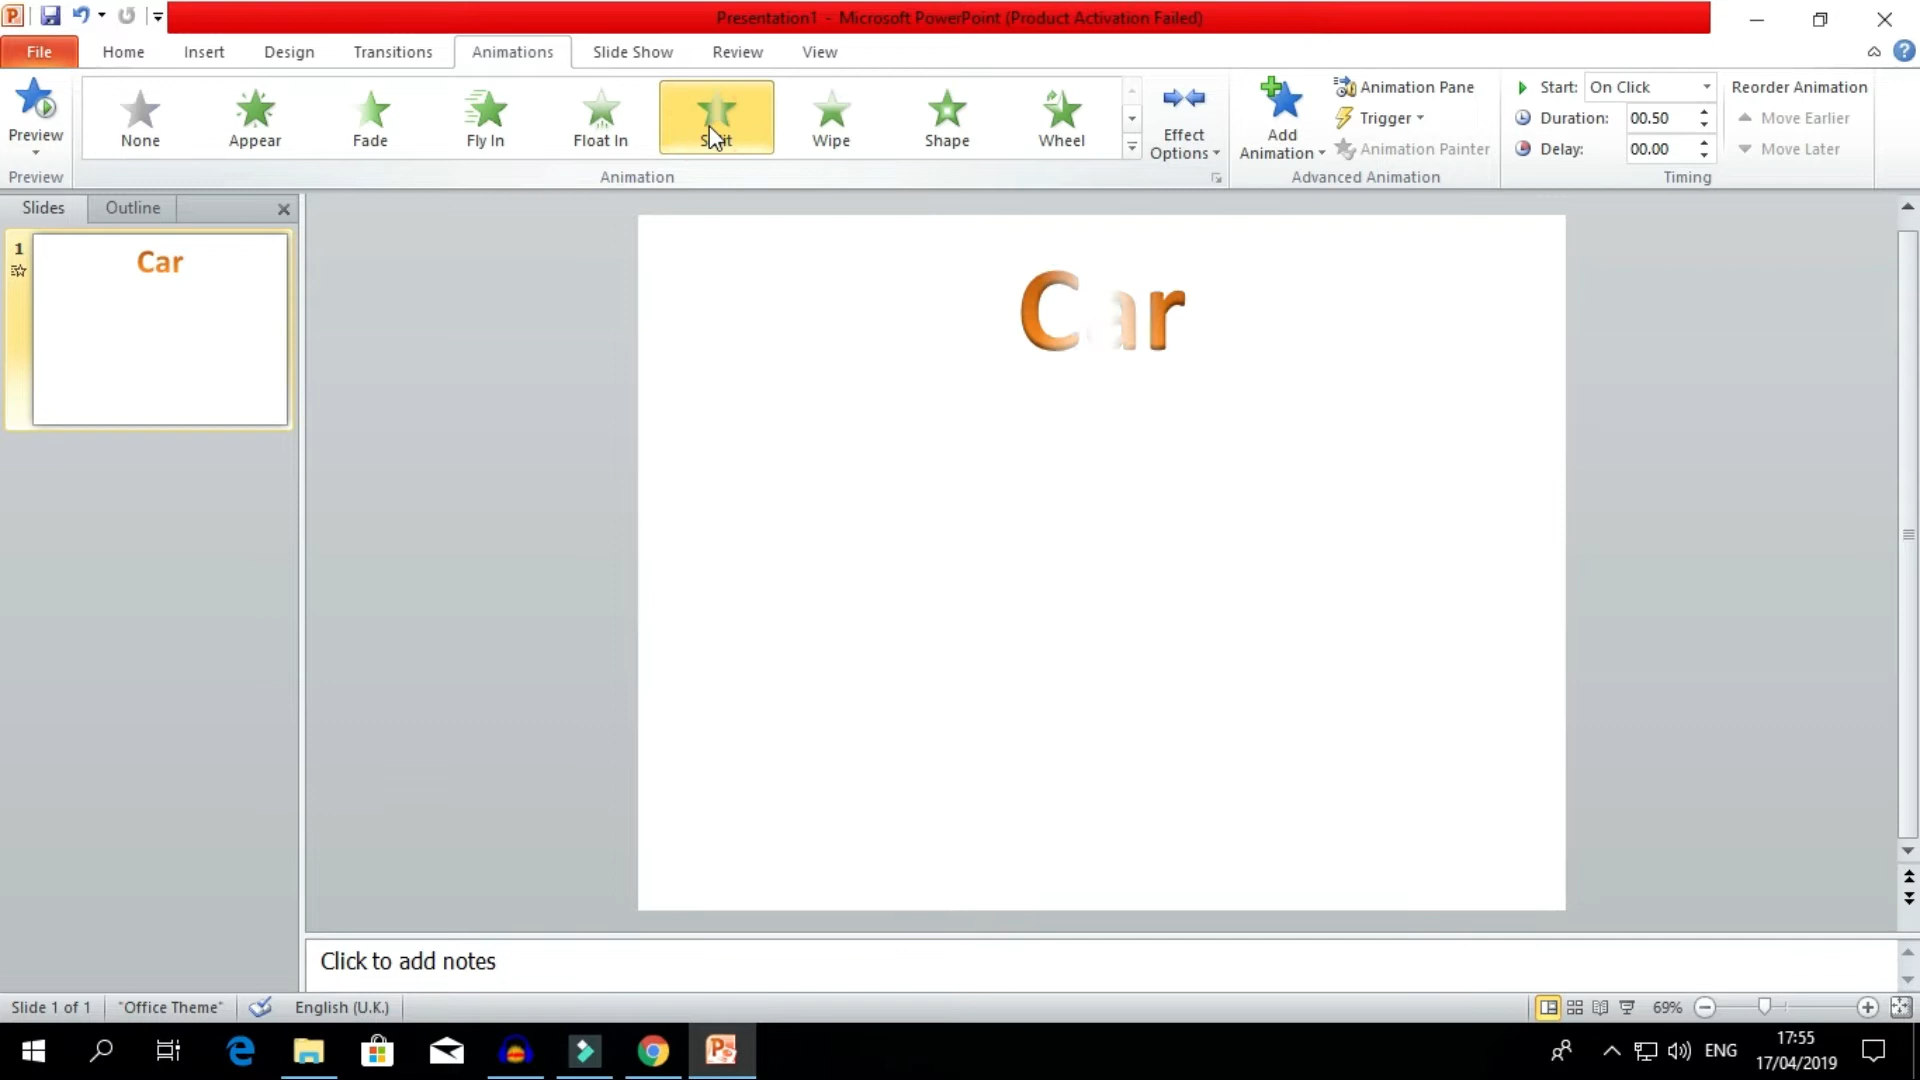 Presentation1 - Microsoft PowerPoint (Product Activation Failed)
File Home Insert Design Transitions Animations Slide Show Review View
Preview
Preview
None Appear Fade Fly In Float In Wipe Shape Wheel
Animation
Effect Options
Add Animation
Animation Pane
Trigger
Animation Painter
Advanced Animation
Start: On Click
Duration: 00.50
Delay: 00.00
Timing
Reorder Animation
Move Earlier
Move Later
Slides Outline
1
Car
Car
Click to add notes
Slide 1 of 1 "Office Theme" English (U.K.) 69%
ENG
17:55
17/04/2019